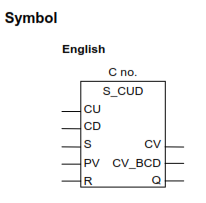 Symbol
English
C no.
S_CUD
CU
CD
S CV
PV CV_BCD
R Q